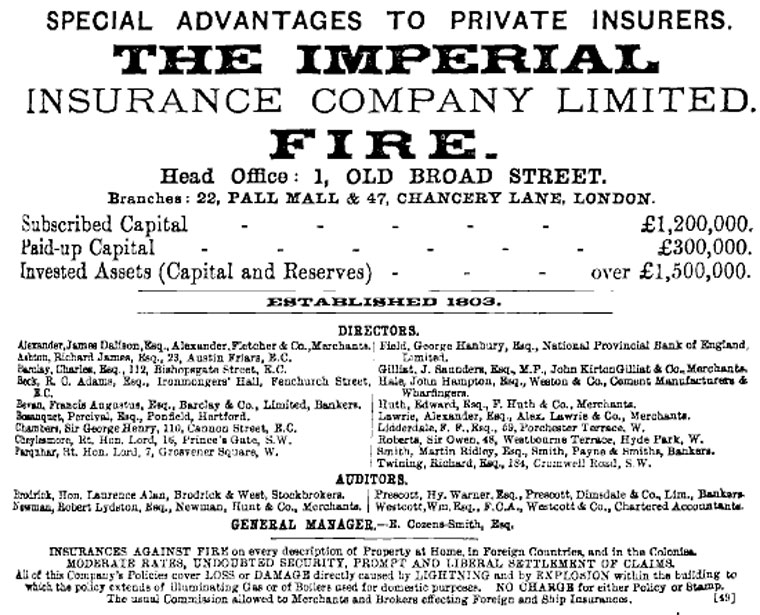 SPECIAL ADVANTAGES TO PRIVATE INSURERS.
THE IMPERIAL
INSURANCE COMPANY LIMITED.
FIRE.
Head Office: 1, OLD BROAD STREET.
Branches: 22, PALL MALL & 47, CHANCERY LANE, LONDON.
Subscribed Capital - - - - - - £1,200,000.
Paid-up Capital - - - - - - - £300,000.
Invested Assets (Capital and Reserves) - - - over £1,500,000.
ESTABLISHED 1803.
DIRECTORS.
Alexander, James Dalison, Esq., Alexander, Fletcher & Co., Merchants.
Ashton, Richard James, Esq., 23, Austin Friars, E.C.
Barclay, Charles, Esq., 112, Bishopsgate Street, E.C.
Beck, R. C. Adams, Esq., Ironmongers' Hall, Fenchurch Street,
E.C.
Bevan, Francis Augustus, Esq., Barclay & Co., Limited, Bankers.
Bosanquet, Percival, Esq., Ponfield, Hertford.
Chambers, Sir George Henry, 110, Cannon Street, E.C.
Cheylesmore, Rt. Hon. Lord, 16, Prince's Gate, S.W.
Farquhar, Rt. Hon. Lord, 7, Grosvenor Square, W.
Field, George Hanbury, Esq., National Provincial Bank of England,
Limited.
Gilliat, J. Saunders, Esq., M.P., John Kirton Gilliat & Co., Merchants.
Hale, John Hampton, Esq., Weston & Co., Cement Manufacturers &
Wharfingers.
Huth, Edward, Esq., F. Huth & Co., Merchants.
Lawrie, Alexander, Esq., Alex. Lawrie & Co., Merchants.
Lidderdale, F. F., Esq., 69, Porchester Terrace, W.
Roberts, Sir Owen, 48, Westbourne Terrace, Hyde Park, W.
Smith, Martin Ridley, Esq., Smith, Payne & Smiths, Bankers.
Twining, Richard, Esq., 184, Cromwell Road, S.W.
AUDITORS.
Brodrick, Hon. Laurence Alan, Brodrick & West, Stockbrokers.
Newman, Robert Lydston, Esq., Newman, Hunt & Co., Merchants.
Prescott, Hy. Warner, Esq., Prescott, Dimsdale & Co., Lim., Bankers.
Westcott, Wm. Esq., F.C.A., Westcott & Co., Chartered Accountants.
GENERAL MANAGER,—E. Cozens-Smith, Esq.
INSURANCES AGAINST FIRE on every description of Property at Home, in Foreign Countries, and in the Colonies.
MODERATE RATES, UNDOUBTED SECURITY, PROMPT AND LIBERAL SETTLEMENT OF CLAIMS.
All of this Company's Policies cover LOSS or DAMAGE directly caused by LIGHTNING and by EXPLOSION within the building to
which the policy extends of Illuminating Gas or of Boilers used for domestic purposes. NO CHARGE for either Policy or Stamp.
The usual Commission allowed to Merchants and Brokers effecting Foreign and Ship Insurances. [49]